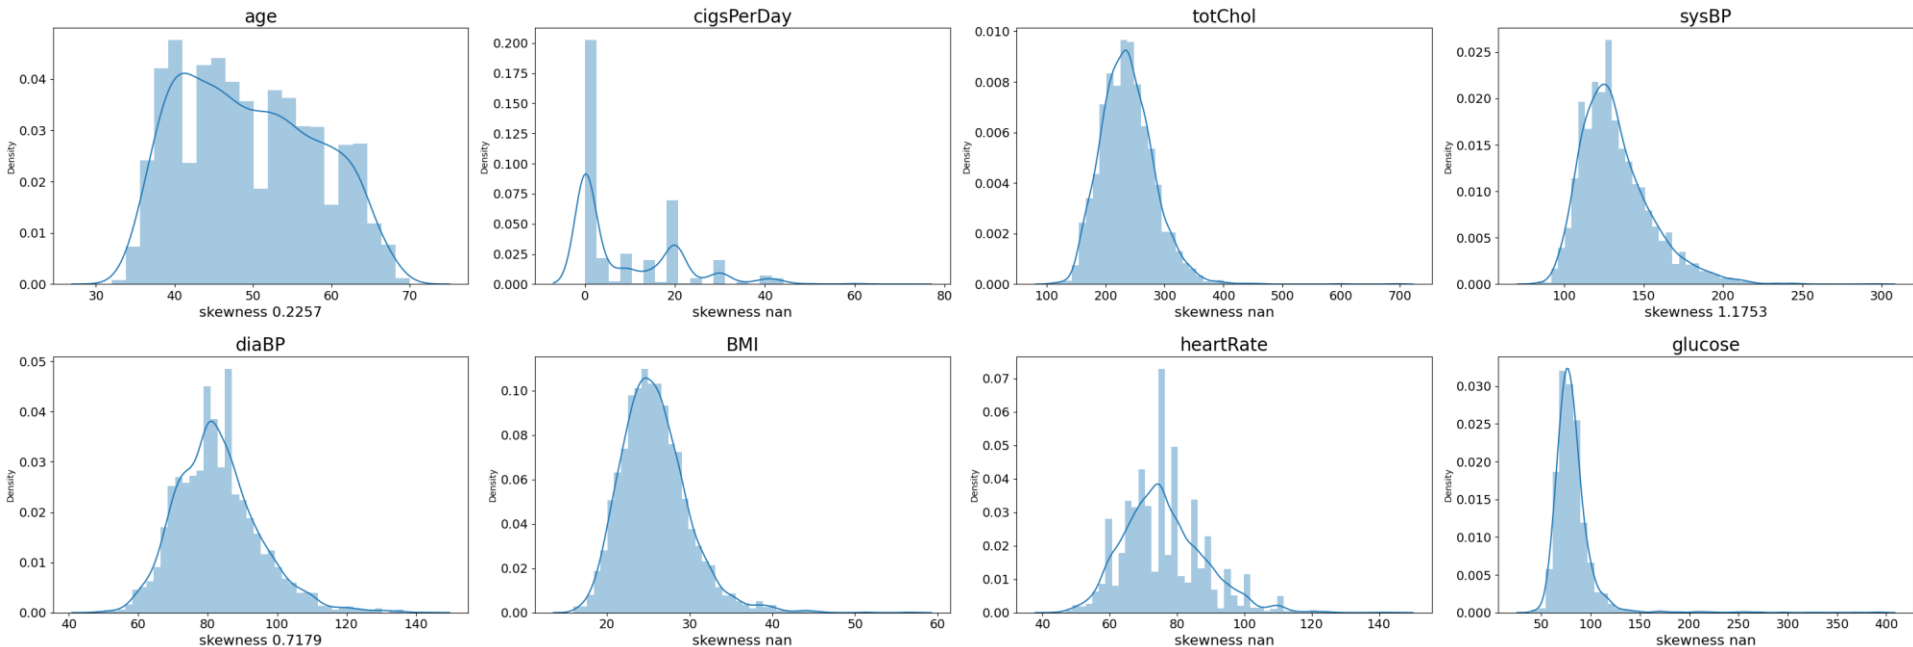 age
0.04
0.03
0.02
0.01
0.00
Density
30 40 50 60 70
skewness 0.2257
cigsPerDay
0.200
0.175
0.150
0.125
0.100
0.075
0.050
0.025
0.000
Density
0 20 40 60 80
skewness nan
totChol
0.010
0.008
0.006
0.004
0.002
0.000
Density
100 200 300 400 500 600 700
skewness nan
sysBP
0.025
0.020
0.015
0.010
0.005
0.000
Density
100 150 200 250 300
skewness 1.1753
diaBP
0.05
0.04
0.03
0.02
0.01
0.00
Density
40 60 80 100 120 140
skewness 0.7179
BMI
0.10
0.08
0.06
0.04
0.02
0.00
Density
20 30 40 50 60
skewness nan
heartRate
0.07
0.06
0.05
0.04
0.03
0.02
0.01
0.00
Density
40 60 80 100 120 140
skewness nan
glucose
0.030
0.025
0.020
0.015
0.010
0.005
0.000
Density
50 100 150 200 250 300 350 400
skewness nan